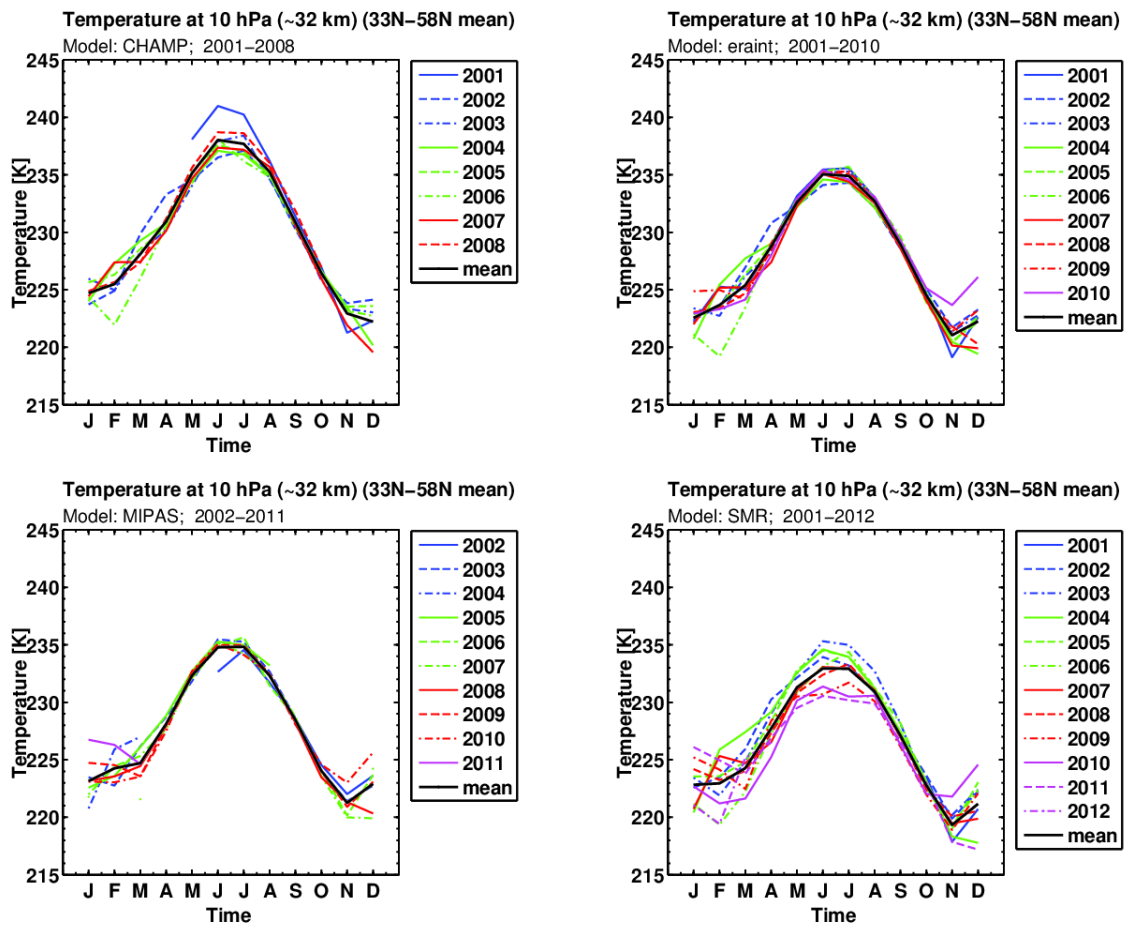 Temperature at 10 hPa (~32 km) (33N−58N mean)
Model: CHAMP;  2001−2008
245
240
235
230
225
220
215
Temperature [K]
J F M A M J J A S O N D
Time
2001
2002
2003
2004
2005
2006
2007
2008
mean
Temperature at 10 hPa (~32 km) (33N−58N mean)
Model: eraint;  2001−2010
245
240
235
230
225
220
215
Temperature [K]
J F M A M J J A S O N D
Time
2001
2002
2003
2004
2005
2006
2007
2008
2009
2010
mean
Temperature at 10 hPa (~32 km) (33N−58N mean)
Model: MIPAS;  2002−2011
245
240
235
230
225
220
215
Temperature [K]
J F M A M J J A S O N D
Time
2002
2003
2004
2005
2006
2007
2008
2009
2010
2011
mean
Temperature at 10 hPa (~32 km) (33N−58N mean)
Model: SMR;  2001−2012
245
240
235
230
225
220
215
Temperature [K]
J F M A M J J A S O N D
Time
2001
2002
2003
2004
2005
2006
2007
2008
2009
2010
2011
2012
mean